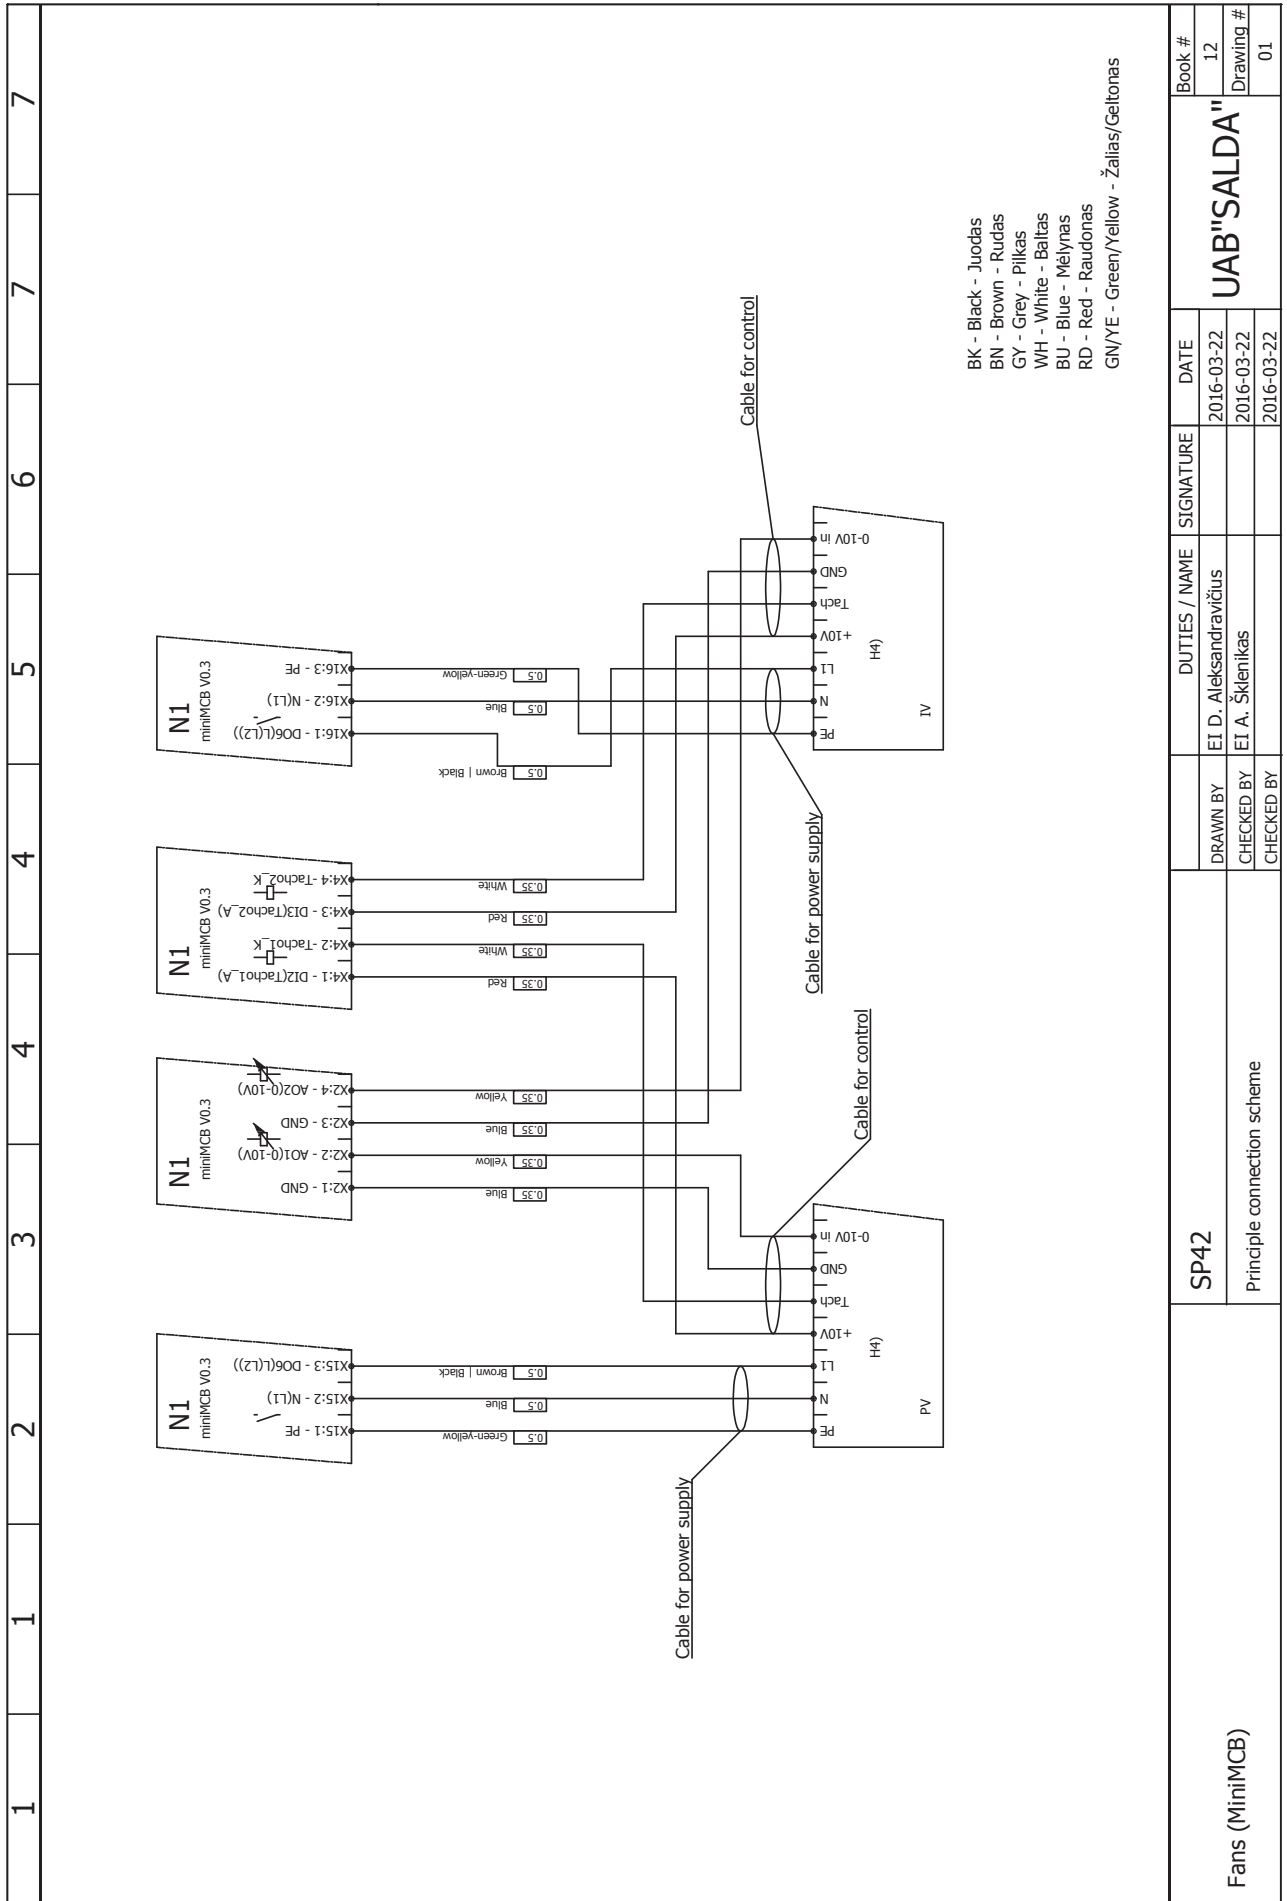 1
1
2
3
4
4
5
6
7
7
N1
miniMCB V0.3
X15:1 - PE
X15:2 - N(L1)
X15:3 - DO6(L(L2))
N1
miniMCB V0.3
X2:1 - GND
X2:2 - AO1(0-10V)
X2:3 - GND
X2:4 - AO2(0-10V)
N1
miniMCB V0.3
X4:1 - DI2(Tacho1_A)
X4:2 -Tacho1_K
X4:3 - DI3(Tacho2_A)
X4:4 -Tacho2_K
N1
miniMCB V0.3
X16:1 - DO6(L(L2))
X16:2 - N(L1)
X16:3 - PE
Green-yellow 0.5
Blue 0.5
Brown | Black 0.5
Blue 0.35
Yellow 0.35
Blue 0.35
Yellow 0.35
Red 0.35
White 0.35
Red 0.35
White 0.35
Brown | Black 0.5
Blue 0.5
Green-yellow 0.5
Cable for power supply
Cable for control
Cable for power supply
Cable for control
PE
N
L1
+10V
Tach
GND
0-10V in
H4)
PV
PE
N
L1
+10V
Tach
GND
0-10V in
H4)
IV
BK - Black - Juodas
BN - Brown - Rudas
GY - Grey - Pilkas
WH - White - Baltas
BU - Blue - Mėlynas
RD - Red - Raudonas
GN/YE - Green/Yellow - Žalias/Geltonas
Fans (MiniMCB)
SP42
Principle connection scheme
DUTIES / NAME SIGNATURE DATE
DRAWN BY EI D. Aleksandravičius 2016-03-22
CHECKED BY EI A. Šklenikas 2016-03-22
CHECKED BY 2016-03-22
UAB"SALDA"
Book #
12
Drawing #
01